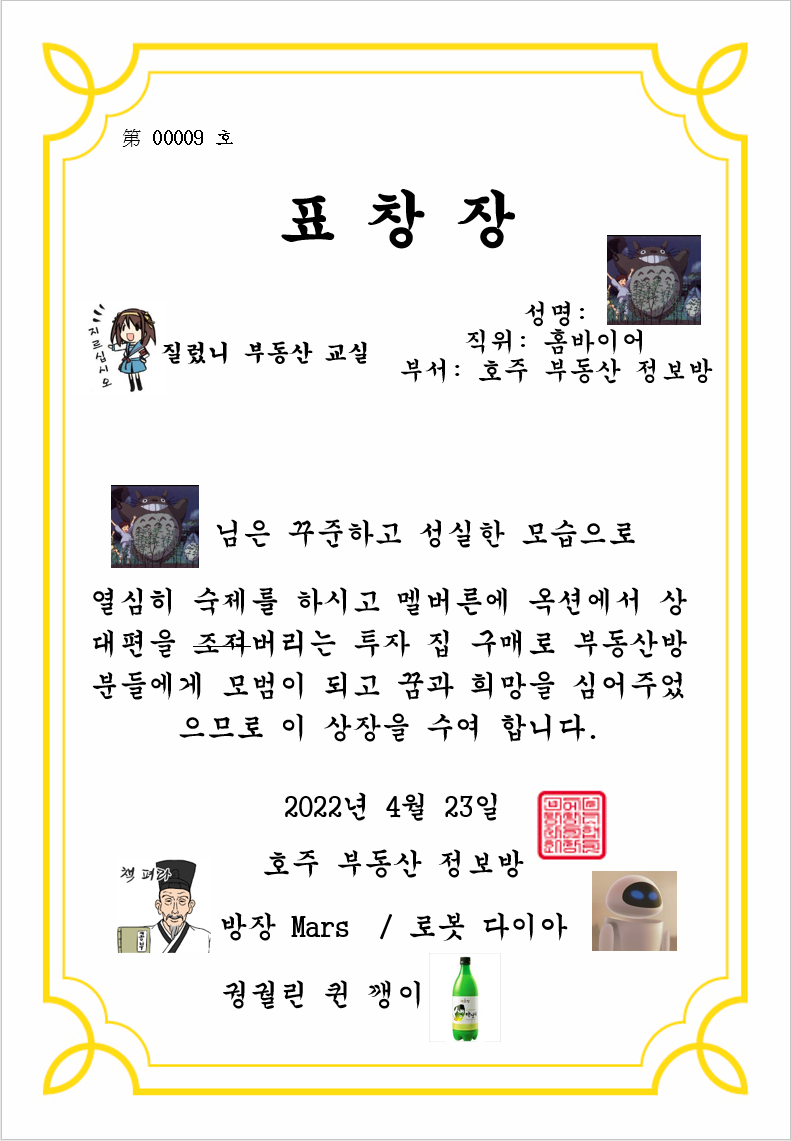 第 00009 호
표 창 장
성명:
직위: 홈바이어
부서: 호주 부동산 정보방
지르십시오
질렀니 부동산 교실
님은 꾸준하고 성실한 모습으로
열심히 숙제를 하시고 멜버른에 옥션에서 상
대편을 조져버리는 투자 집 구매로 부동산방
분들에게 모범이 되고 꿈과 희망을 심어주었
으므로 이 상장을 수여 합니다.
2022년 4월 23일
호주 부동산 정보방
책 펴라
방장 Mars / 로봇 다이아
궝궐린 퀸 깽이